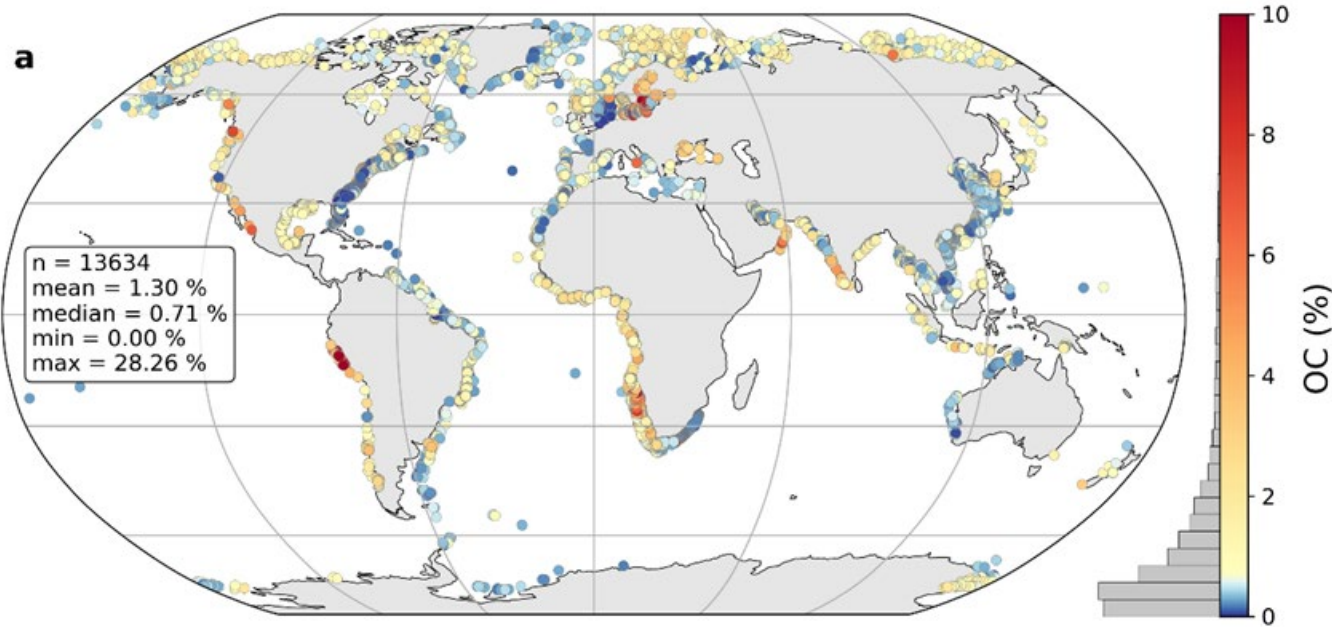 a
n = 13634
mean = 1.30 %
median = 0.71 %
min = 0.00 %
max = 28.26 %
10
8
6
4
2
0
OC (%)